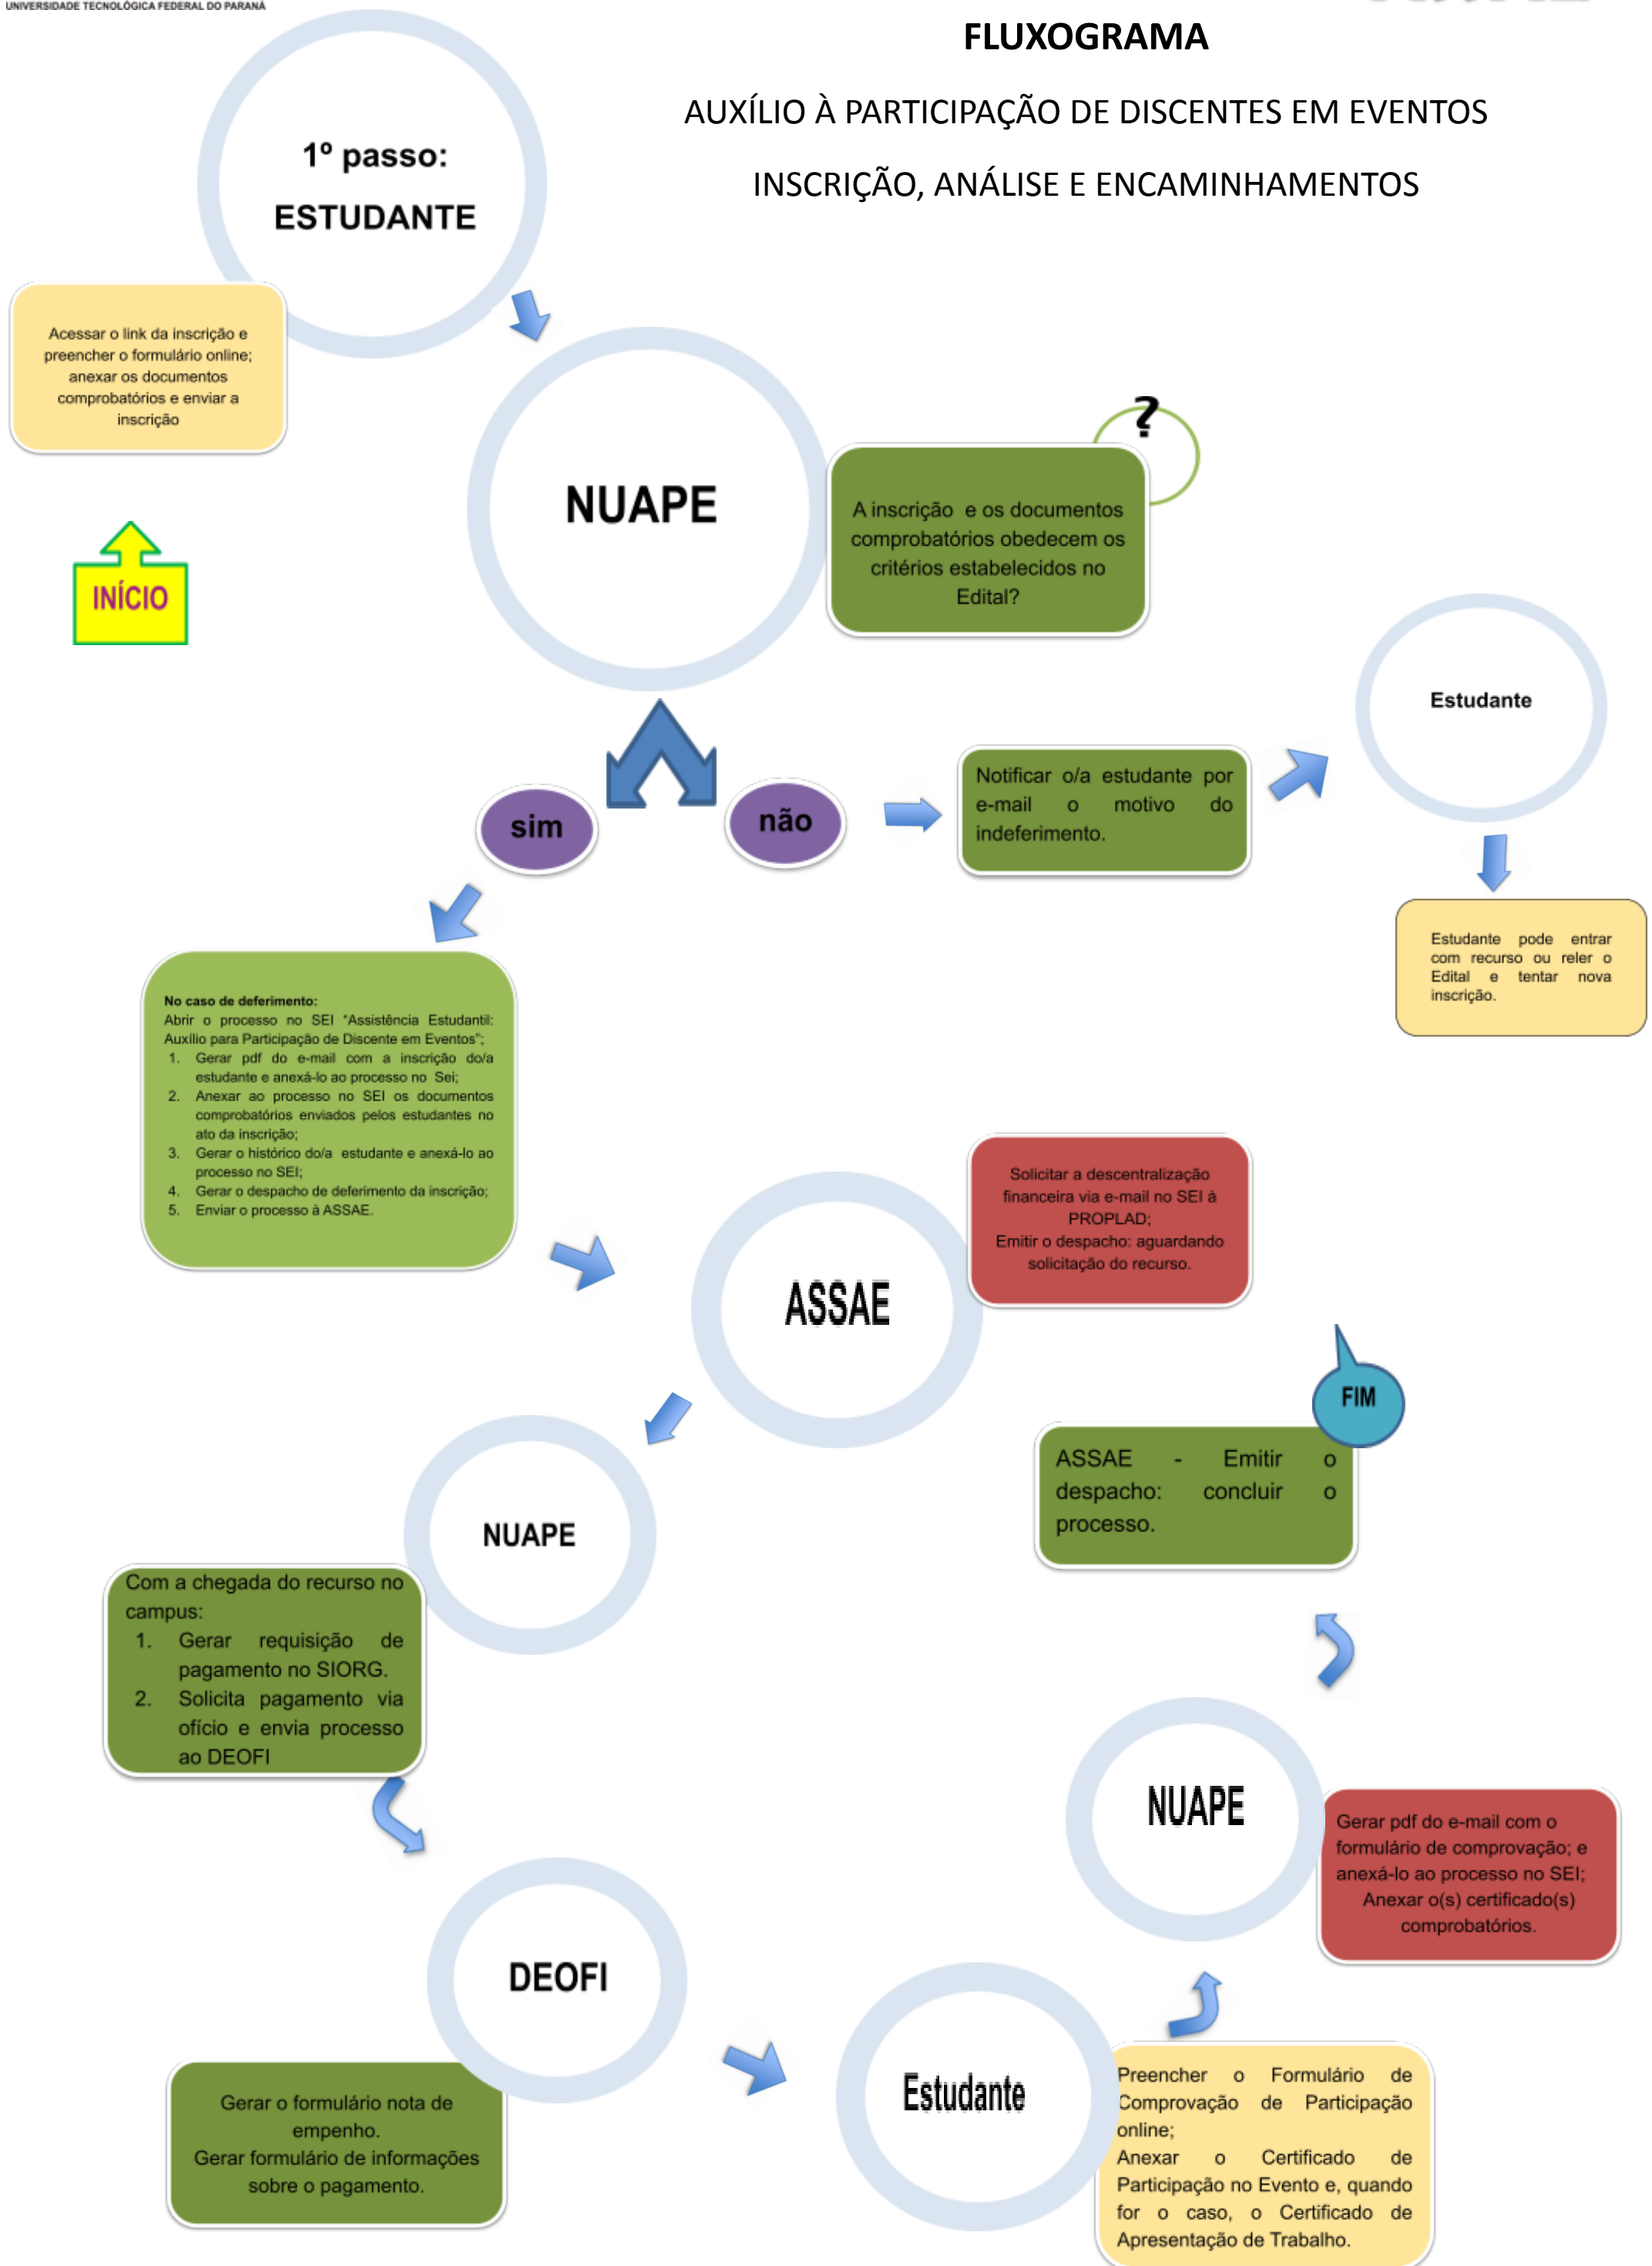 UNIVERSIDADE TECNOLÓGICA FEDERAL DO PARANÁ
FLUXOGRAMA
AUXÍLIO À PARTICIPAÇÃO DE DISCENTES EM EVENTOS
INSCRIÇÃO, ANÁLISE E ENCAMINHAMENTOS
1º passo:
ESTUDANTE
Acessar o link da inscrição e
preencher o formulário online;
anexar os documentos
comprobatórios e enviar a
inscrição
INÍCIO
NUAPE
?
A inscrição e os documentos
comprobatórios obedecem os
critérios estabelecidos no
Edital?
sim
não
Notificar o/a estudante por
e-mail o motivo do
indeferimento.
Estudante
Estudante pode entrar
com recurso ou reler o
Edital e tentar nova
inscrição.
No caso de deferimento:
Abrir o processo no SEI “Assistência Estudantil:
Auxílio para Participação de Discente em Eventos”;
1. Gerar pdf do e-mail com a inscrição do/a
estudante e anexá-lo ao processo no Sei;
2. Anexar ao processo no SEI os documentos
comprobatórios enviados pelos estudantes no
ato da inscrição;
3. Gerar o histórico do/a estudante e anexá-lo ao
processo no SEI;
4. Gerar o despacho de deferimento da inscrição;
5. Enviar o processo à ASSAE.
ASSAE
Solicitar a descentralização
financeira via e-mail no SEI à
PROPLAD;
Emitir o despacho: aguardando
solicitação do recurso.
NUAPE
Com a chegada do recurso no
campus:
1. Gerar requisição de
pagamento no SIORG.
2. Solicita pagamento via
ofício e envia processo
ao DEOFI
DEOFI
Gerar o formulário nota de
empenho.
Gerar formulário de informações
sobre o pagamento.
Estudante
Preencher o Formulário de
Comprovação de Participação
online;
Anexar o Certificado de
Participação no Evento e, quando
for o caso, o Certificado de
Apresentação de Trabalho.
NUAPE
Gerar pdf do e-mail com o
formulário de comprovação; e
anexá-lo ao processo no SEI;
Anexar o(s) certificado(s)
comprobatórios.
ASSAE - Emitir o
despacho: concluir o
processo.
FIM